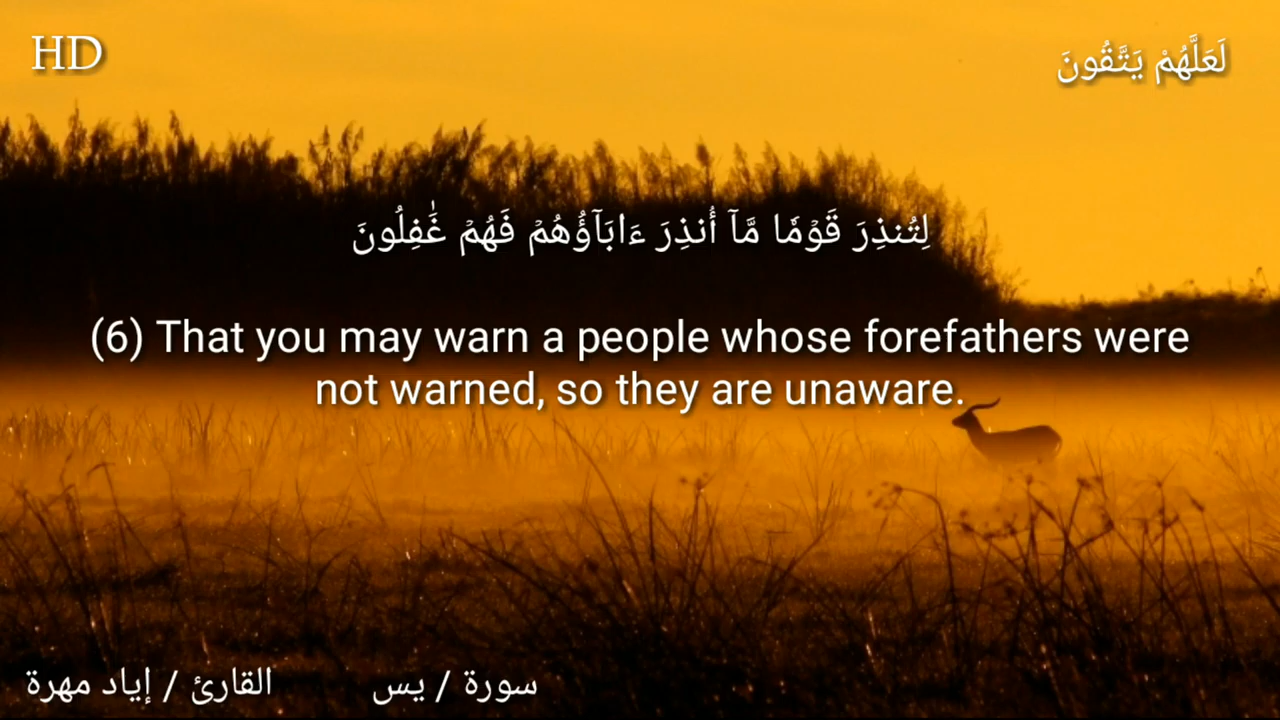 HD
لَعَلَّهُمْ يَتَّقُونَ
لِتُنذِرَ قَوْمٗا مَّآ أُنذِرَ ءَابَآؤُهُمْ فَهُمْ غَٰفِلُونَ
(6) That you may warn a people whose forefathers were
not warned, so they are unaware.
سورة / يس
القارئ / إياد مهرة